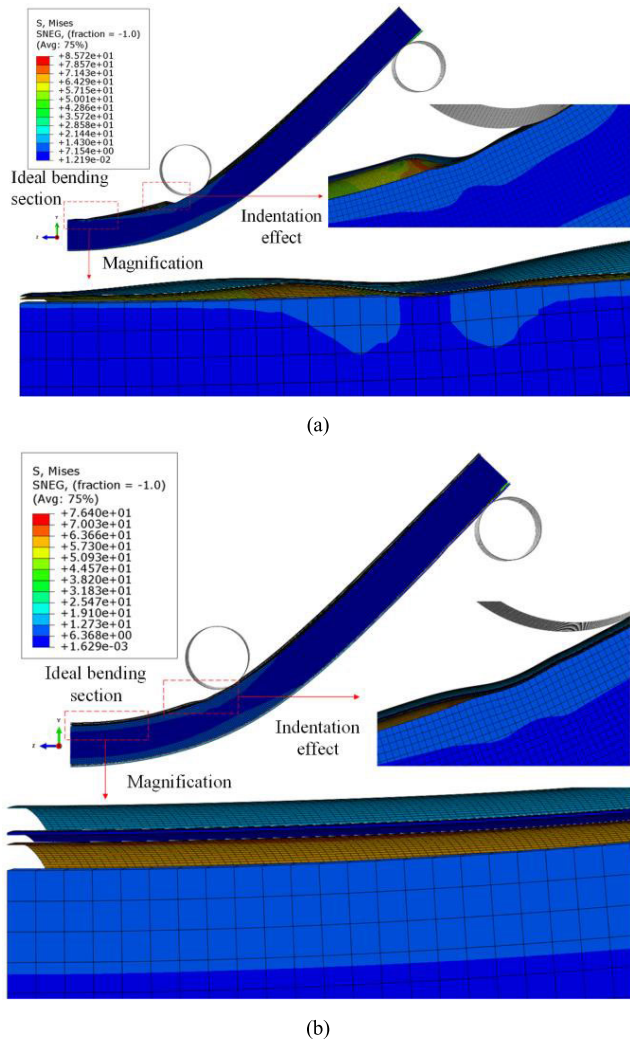 S, Mises
SNEG, (fraction = -1.0)
(Avg: 75%)
+8.572e+01
+7.857e+01
+7.143e+01
+6.429e+01
+5.715e+01
+5.001e+01
+4.286e+01
+3.572e+01
+2.858e+01
+2.144e+01
+1.430e+01
+7.154e+00
+1.219e-02
Ideal bending
section
Indentation
effect
Y
Z
Magnification
(a)
S, Mises
SNEG, (fraction = -1.0)
(Avg: 75%)
+7.640e+01
+7.003e+01
+6.366e+01
+5.730e+01
+5.093e+01
+4.457e+01
+3.820e+01
+3.183e+01
+2.547e+01
+1.910e+01
+1.273e+01
+6.368e+00
+1.629e-03
Ideal bending
section
Indentation
effect
Y
Z
Magnification
(b)